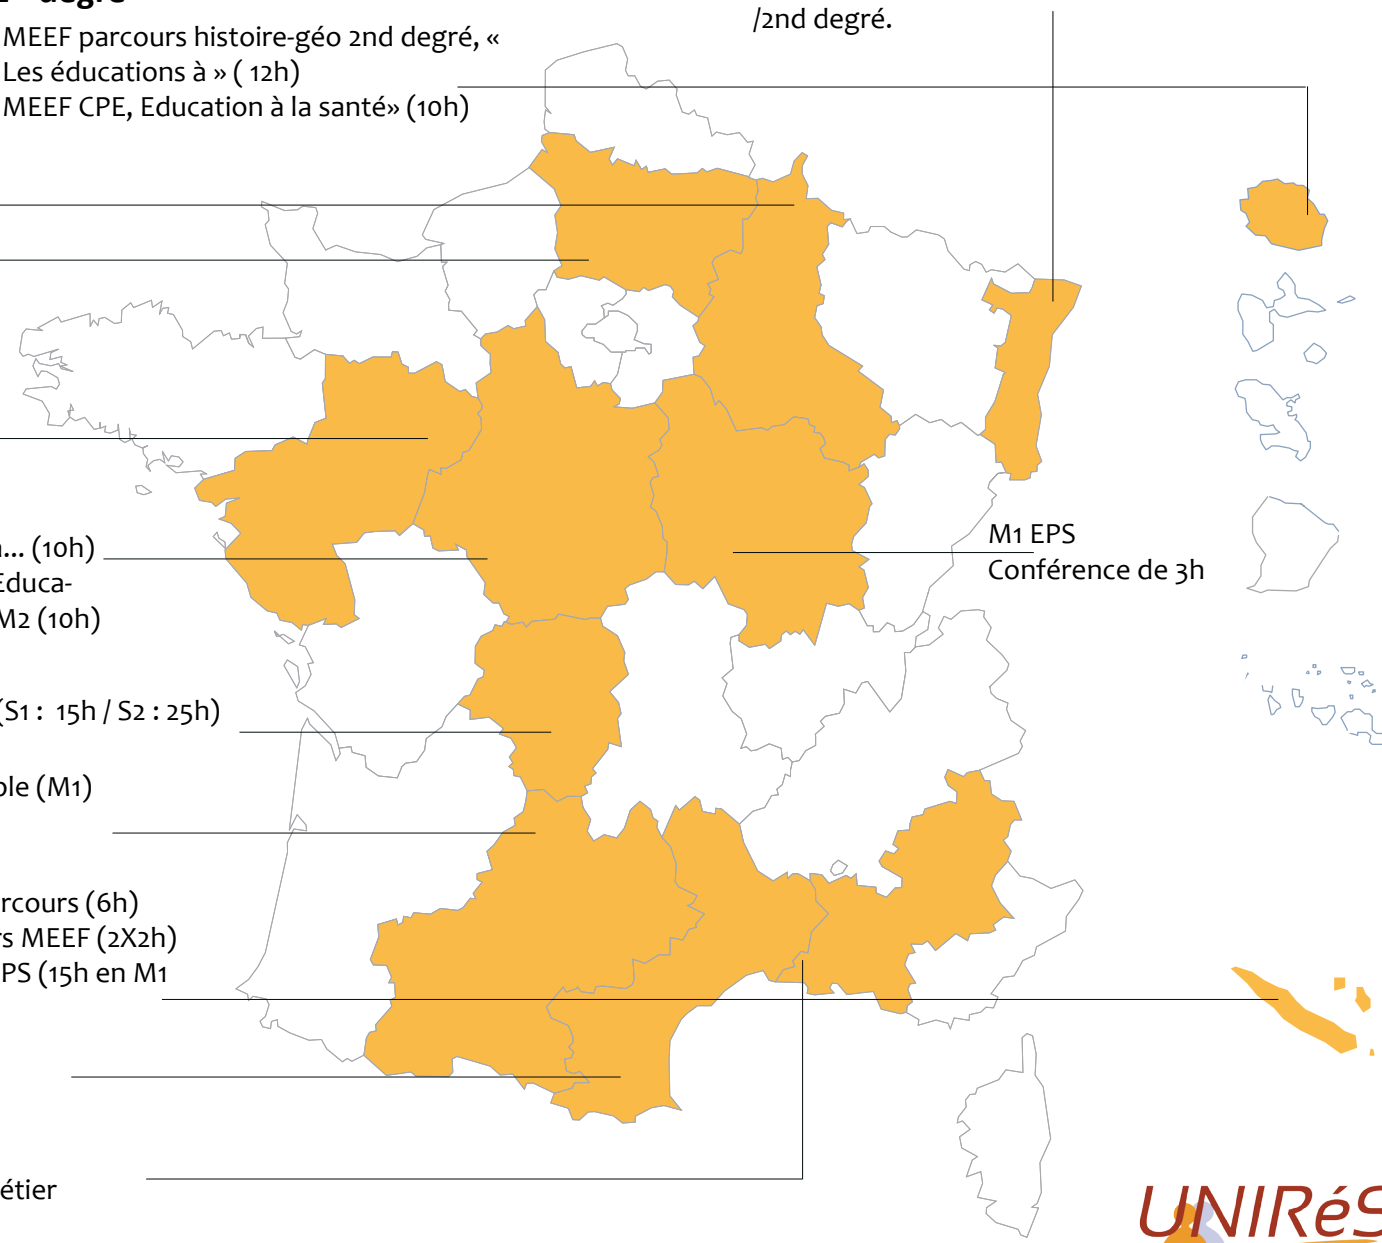 degré
MEEF parcours histoire-géo 2nd degré, «
Les éducations à » ( 12h)
MEEF CPE, Education à la santé» (10h)
/2nd degré.
... (10h)
Educa-
M2 (10h)
M1 EPS
Conférence de 3h
(S1 : 15h / S2 : 25h)
ble (M1)
rcours (6h)
rs MEEF (2X2h)
PS (15h en M1
étier
UNIRéS